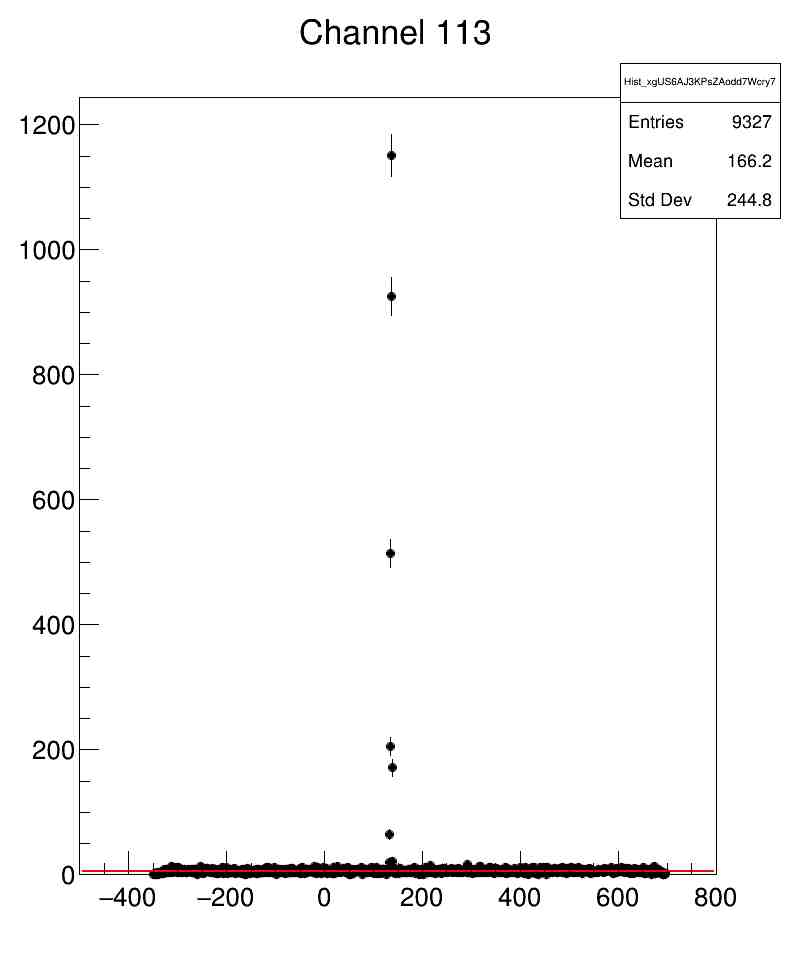 Channel 113
Hist_xgUS6AJ3KPsZAodd7Wcry7
Entries 9327
Mean 166.2
Std Dev 244.8
1200
1000
800
600
400
200
0
−400 −200 0 200 400 600 800